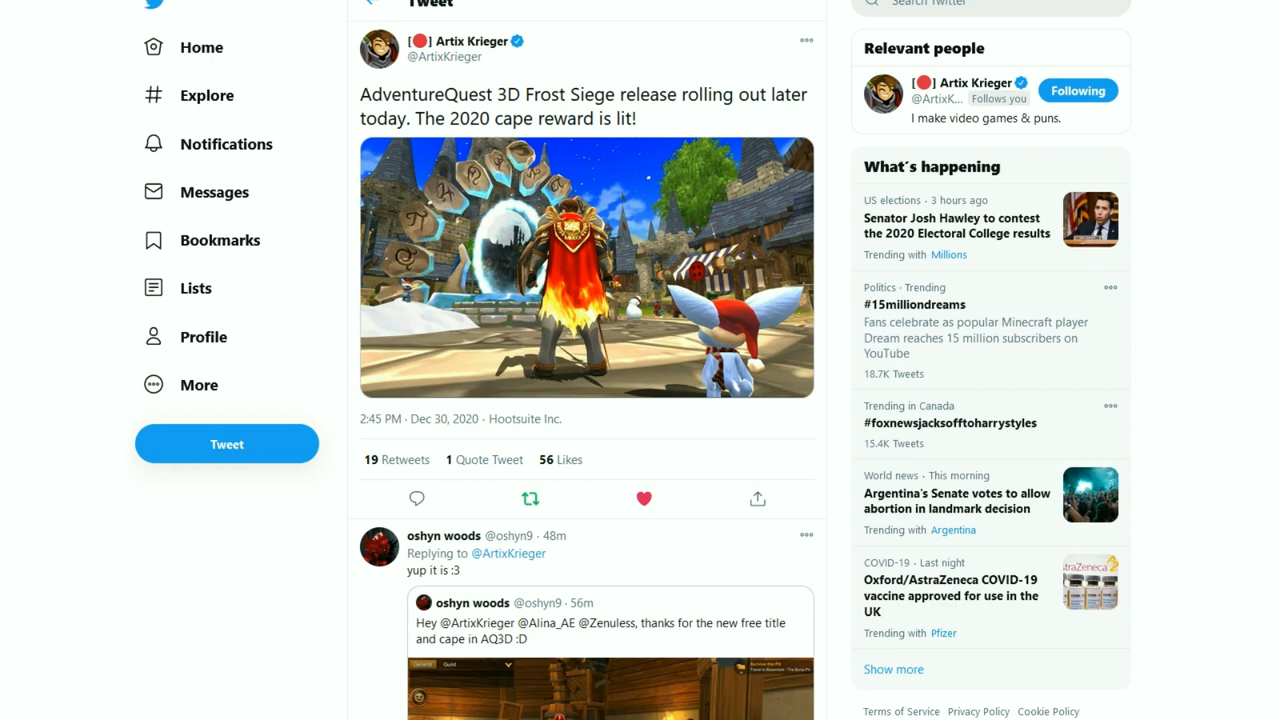 Tweet
Search Twitter
Home
Explore
Notifications
Messages
Bookmarks
Lists
Profile
More
Tweet
[🔴] Artix Krieger
@ArtixKrieger
AdventureQuest 3D Frost Siege release rolling out later
today. The 2020 cape reward is lit!
2:45 PM · Dec 30, 2020 · Hootsuite Inc.
19 Retweets 1 Quote Tweet 56 Likes
oshyn woods @oshyn9 · 48m
Replying to @ArtixKrieger
yup it is :3
oshyn woods @oshyn9 · 56m
Hey @ArtixKrieger @Alina_AE @Zenuless, thanks for the new free title
and cape in AQ3D :D
General Guild
Survive the Pit
Relevant people
[🔴] Artix Krieger
@ArtixK... Follows you
Following
I make video games & puns.
What's happening
US elections · 3 hours ago
Senator Josh Hawley to contest
the 2020 Electoral College results
Trending with Millions
Politics · Trending
#15milliondreams
Fans celebrate as popular Minecraft player
Dream reaches 15 million subscribers on
YouTube
18.7K Tweets
Trending in Canada
#foxnewsjacksofftoharrystyles
15.4K Tweets
World news · This morning
Argentina's Senate votes to allow
abortion in landmark decision
Trending with Argentina
COVID-19 · Last night
Oxford/AstraZeneca COVID-19
vaccine approved for use in the
UK
Trending with Pfizer
traZeneca
Show more
Terms of Service Privacy Policy Cookie Policy